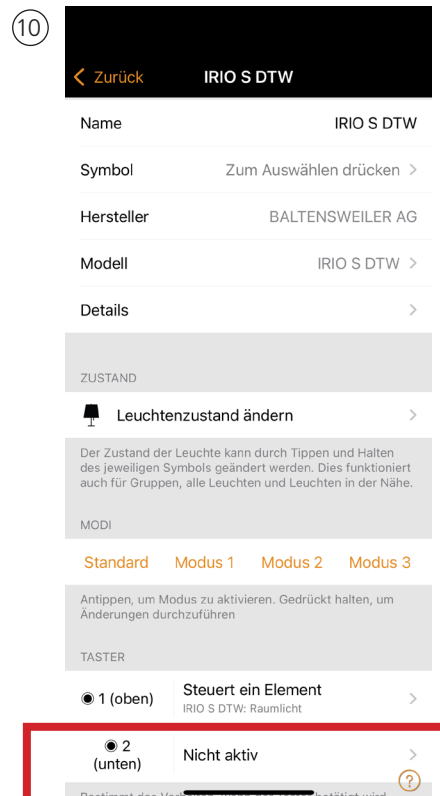 10
Zurück IRIO S DTW
Name IRIO S DTW
Symbol Zum Auswählen drücken >
Hersteller BALTENSWEILER AG
Modell IRIO S DTW >
Details >
ZUSTAND
Leuchtenzustand ändern >
Der Zustand der Leuchte kann durch Tippen und Halten
des jeweiligen Symbols geändert werden. Dies funktioniert
auch für Gruppen, alle Leuchten und Leuchten in der Nähe.
MODI
Standard Modus 1 Modus 2 Modus 3
Antippen, um Modus zu aktivieren. Gedrückt halten, um
Änderungen durchzuführen
TASTER
1 (oben) Steuert ein Element >
IRIO S DTW: Raumlicht
2
(unten) Nicht aktiv >
?